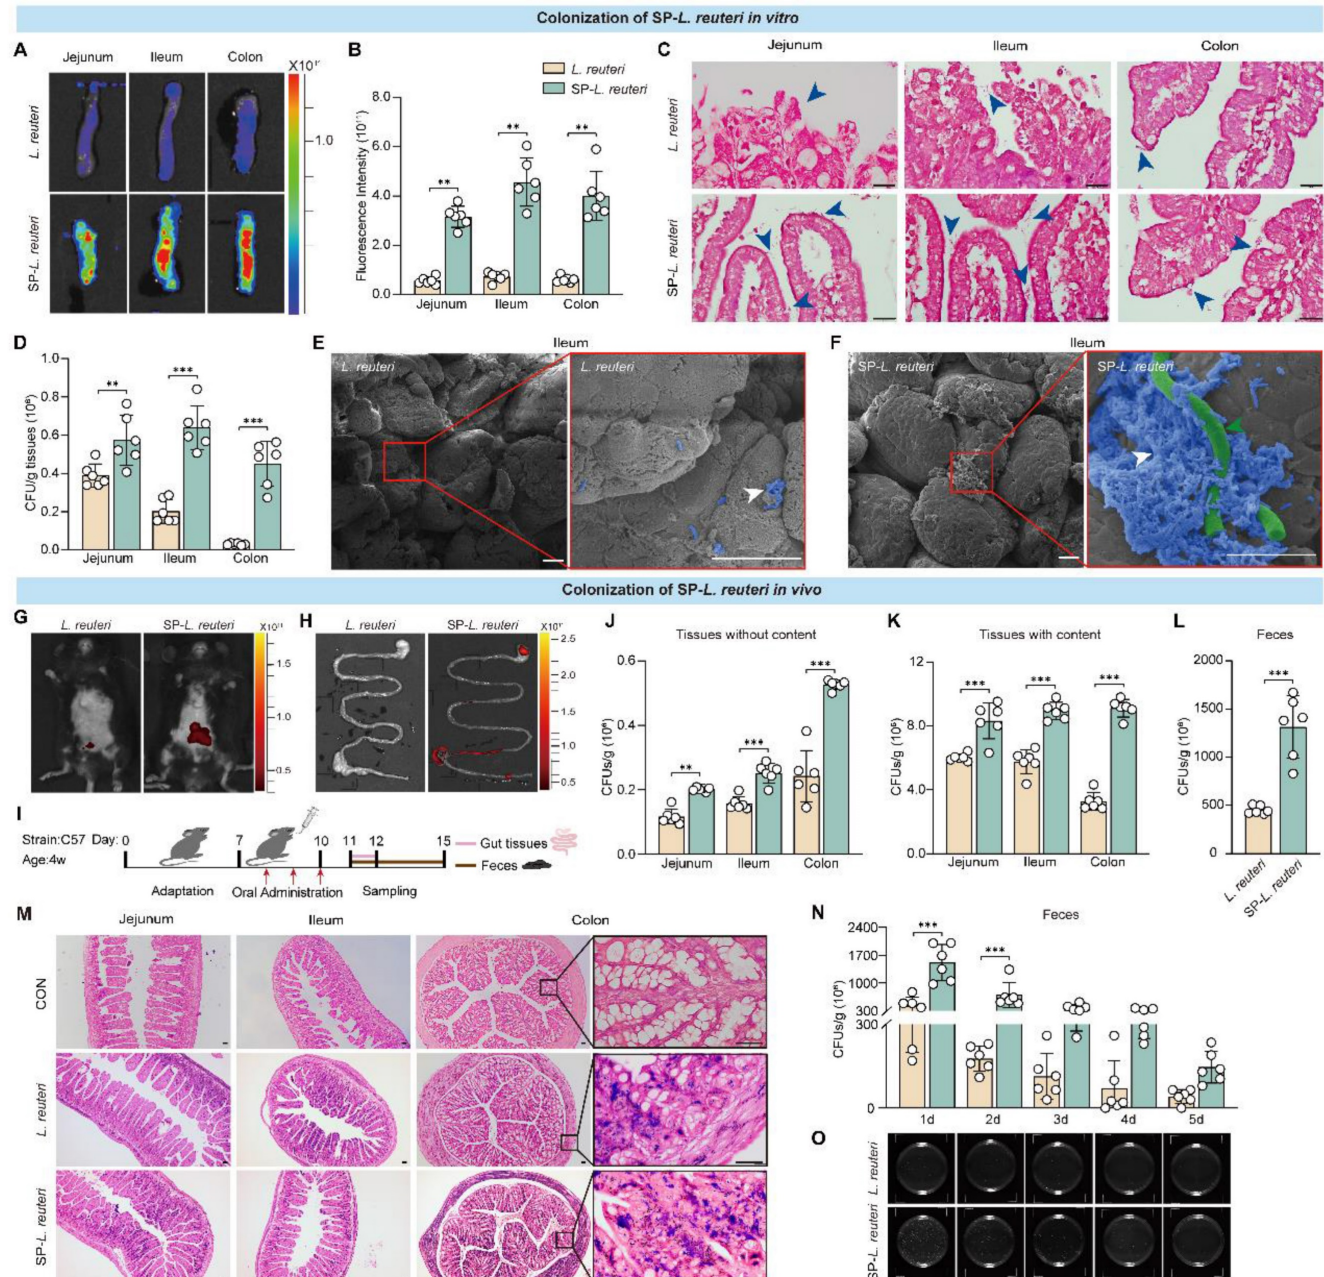 Colonization of SP-L. reuteri in vitro
A
Jejunum
Ileum
Colon
1.0
L. reuteri
SP-L. reuteri
B
L. reuteri
SP-L. reuteri
Fluorescence Intensity (10¹¹)
8.0
6.0
4.0
2.0
0.0
**
**
**
Jejunum
Ileum
Colon
C
Jejunum
Ileum
Colon
L. reuteri
SP-L. reuteri
D
CFU/g tissues (10⁶)
1.0
0.8
0.6
0.4
0.2
0.0
**
***
***
Jejunum
Ileum
Colon
E
Ileum
L. reuteri
L. reuteri
F
Ileum
SP-L. reuteri
SP-L. reuteri
Colonization of SP-L. reuteri in vivo
G
L. reuteri
SP-L. reuteri
1.5
1.0
0.5
H
L. reuteri
SP-L. reuteri
2.5
2.0
1.5
1.0
0.5
I
Strain:C57 Day:
Age:4w
0
7
10
11
12
15
Adaptation
Oral Administration
Sampling
Gut tissues
Feces
J
Tissues without content
CFUs/g (10⁶)
0.6
0.4
0.2
0.0
**
***
***
Jejunum
Ileum
Colon
K
Tissues with content
CFUs/g (10⁶)
12
8.0
4.0
0.0
***
***
***
Jejunum
Ileum
Colon
L
Feces
CFUs/g (10⁶)
2000
1500
1000
500
0
***
L. reuteri
SP-L. reuteri
M
Jejunum
Ileum
Colon
CON
L. reuteri
SP-L. reuteri
N
Feces
CFUs/g (10⁶)
2400
1700
1000
300
300
0
***
***
1d
2d
3d
4d
5d
O
L. reuteri
SP-L. reuteri